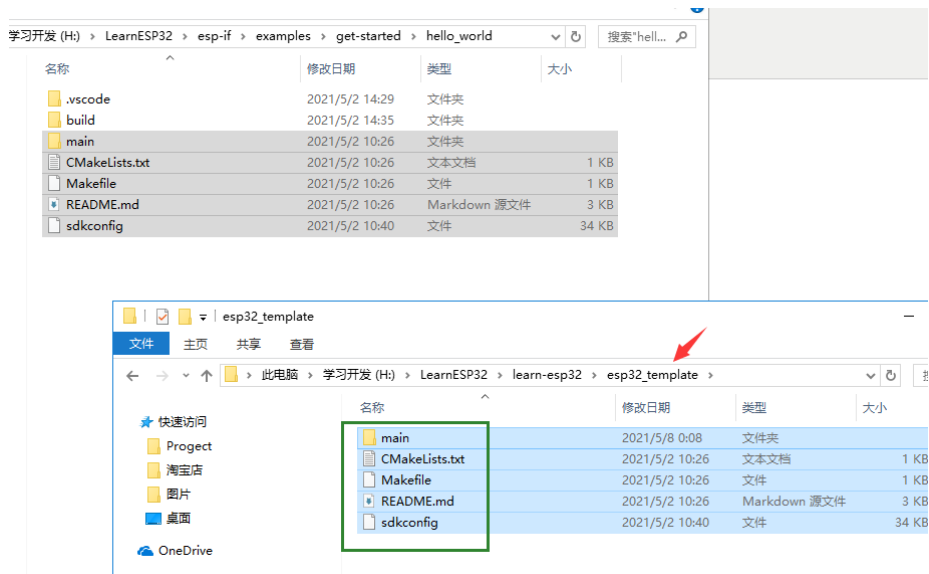 学习开发 (H:) > LearnESP32 > esp-if > examples > get-started > hello_world 搜索"hell...
名称 修改日期 类型 大小
.vscode 2021/5/2 14:29 文件夹
build 2021/5/2 14:35 文件夹
main 2021/5/2 10:26 文件夹
CMakeLists.txt 2021/5/2 10:26 文本文档 1 KB
Makefile 2021/5/2 10:26 文件 1 KB
README.md 2021/5/2 10:26 Markdown 源文件 3 KB
sdkconfig 2021/5/2 10:40 文件 34 KB
esp32_template
文件 主页 共享 查看
> 此电脑 > 学习开发 (H:) > LearnESP32 > learn-esp32 > esp32_template >
名称 修改日期 类型 大小
快速访问
Progect
淘宝店
图片
桌面
OneDrive
main 2021/5/8 0:08 文件夹
CMakeLists.txt 2021/5/2 10:26 文本文档 1 KB
Makefile 2021/5/2 10:26 文件 1 KB
README.md 2021/5/2 10:26 Markdown 源文件 3 KB
sdkconfig 2021/5/2 10:40 文件 34 KB